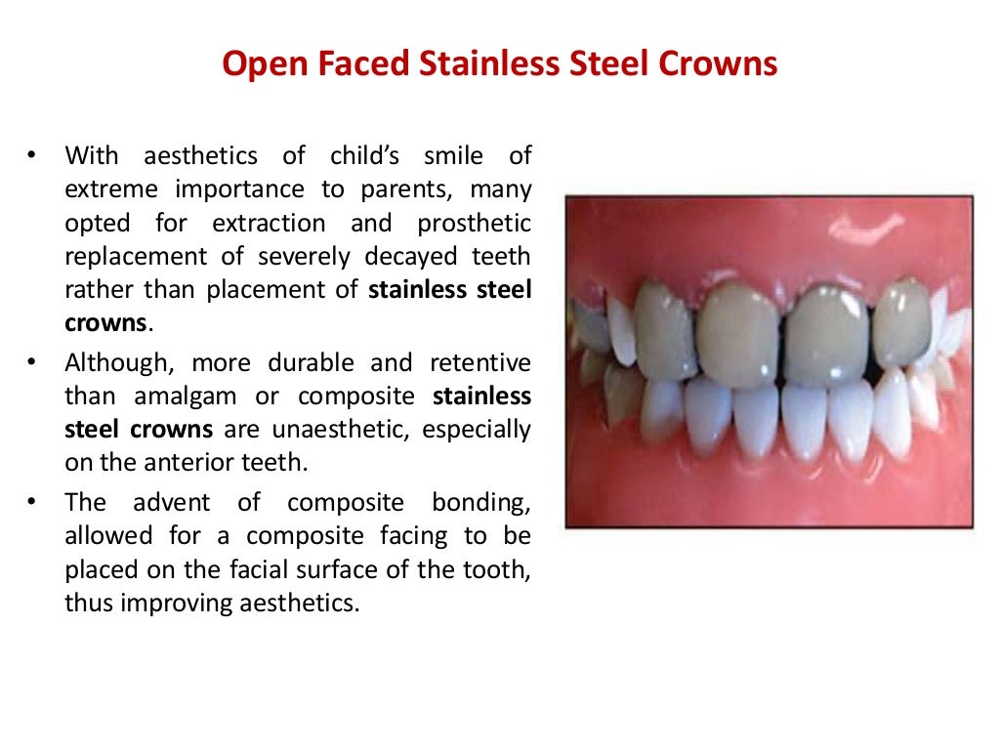 Open Faced Stainless Steel Crowns
• With aesthetics of child’s smile of
extreme importance to parents, many
opted for extraction and prosthetic
replacement of severely decayed teeth
rather than placement of stainless steel
crowns.
• Although, more durable and retentive
than amalgam or composite stainless
steel crowns are unaesthetic, especially
on the anterior teeth.
• The advent of composite bonding,
allowed for a composite facing to be
placed on the facial surface of the tooth,
thus improving aesthetics.